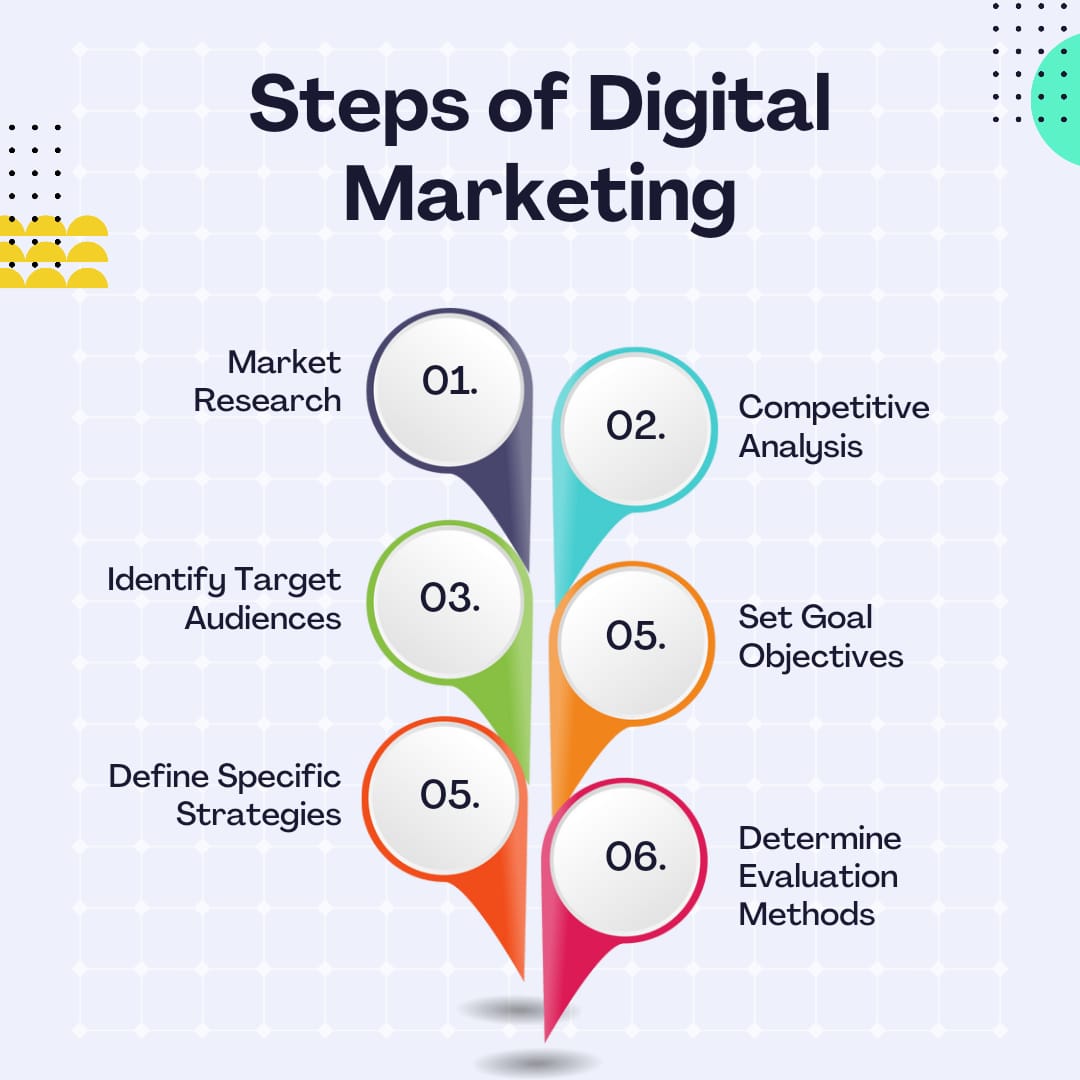 Steps of Digital
Marketing
01.
Market
Research
02.
Competitive
Analysis
03.
Identify Target
Audiences
05.
Set Goal
Objectives
05.
Define Specific
Strategies
06.
Determine
Evaluation
Methods